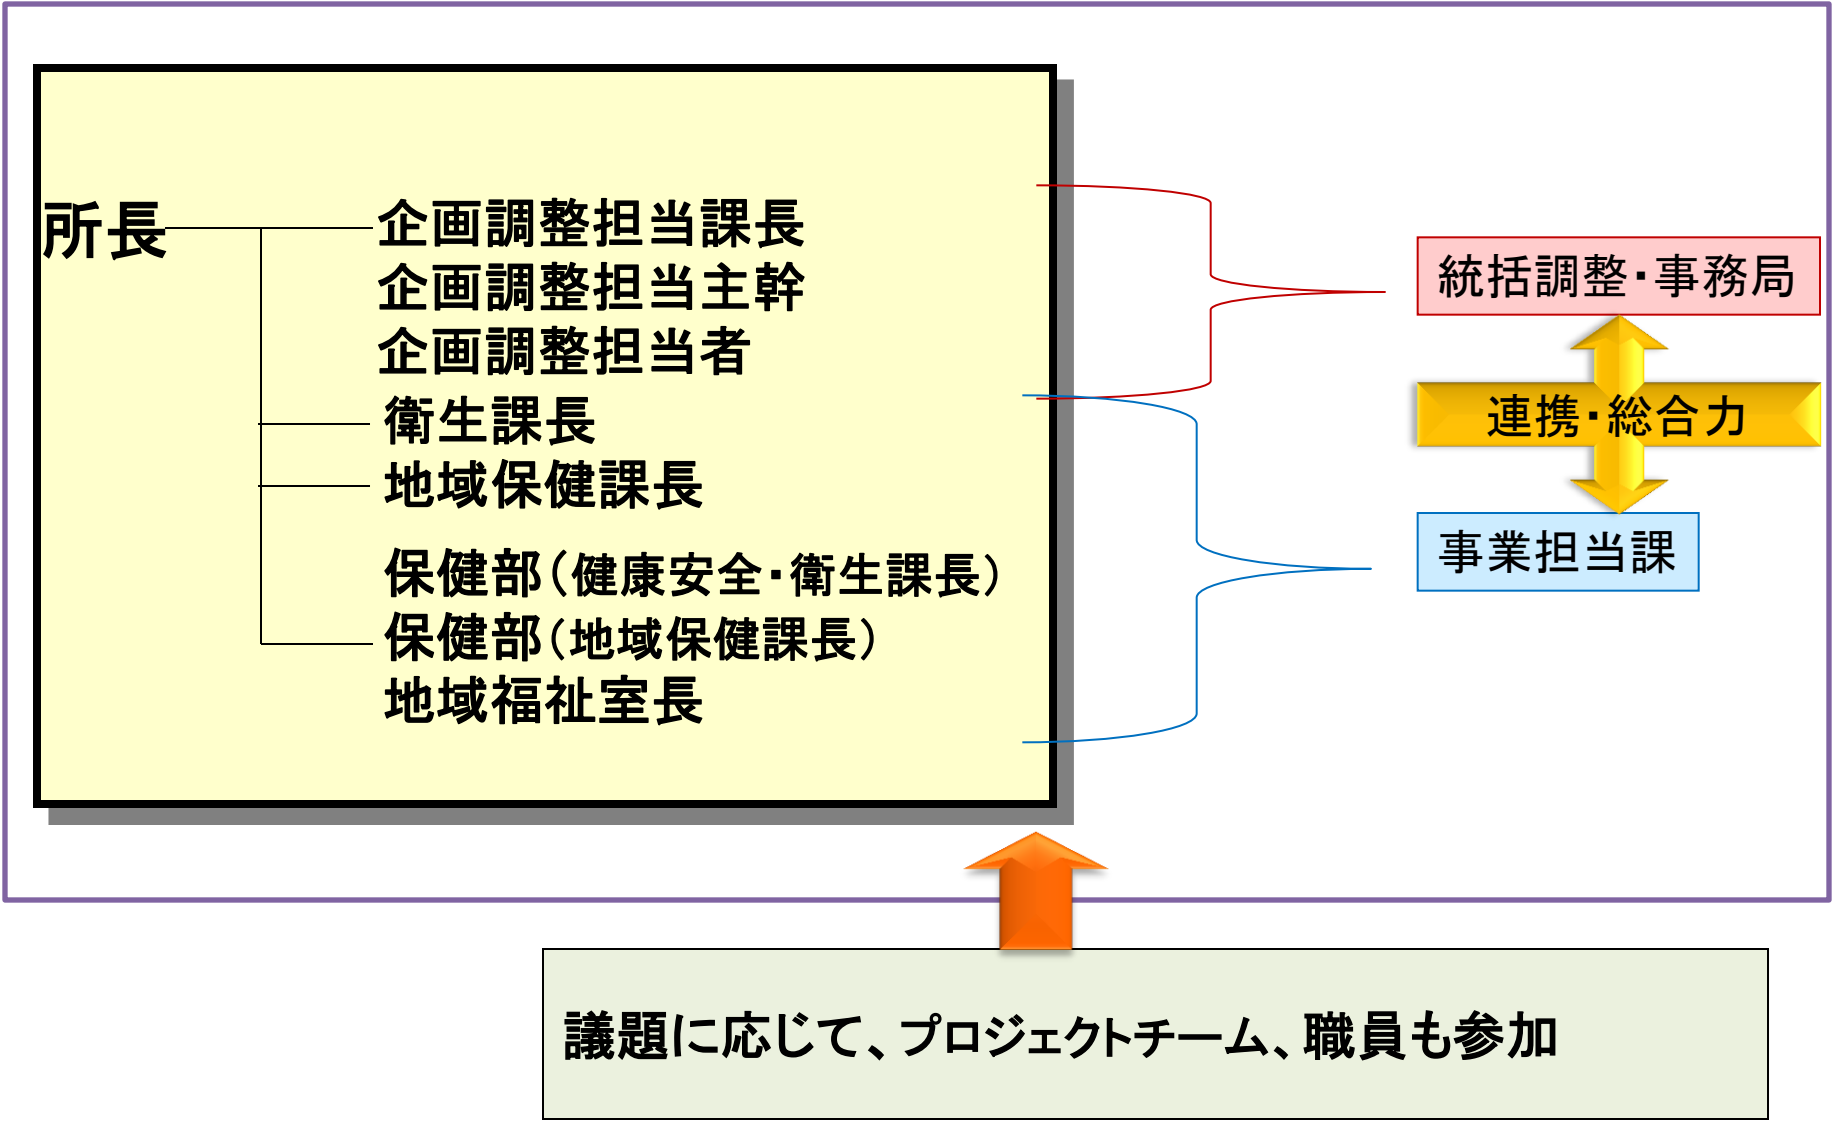 所長
企画調整担当課長
企画調整担当主幹
企画調整担当者
衛生課長
地域保健課長
保健部（健康安全・衛生課長）
保健部（地域保健課長）
地域福祉室長
統括調整・事務局
連携・総合力
事業担当課
議題に応じて、プロジェクトチーム、職員も参加